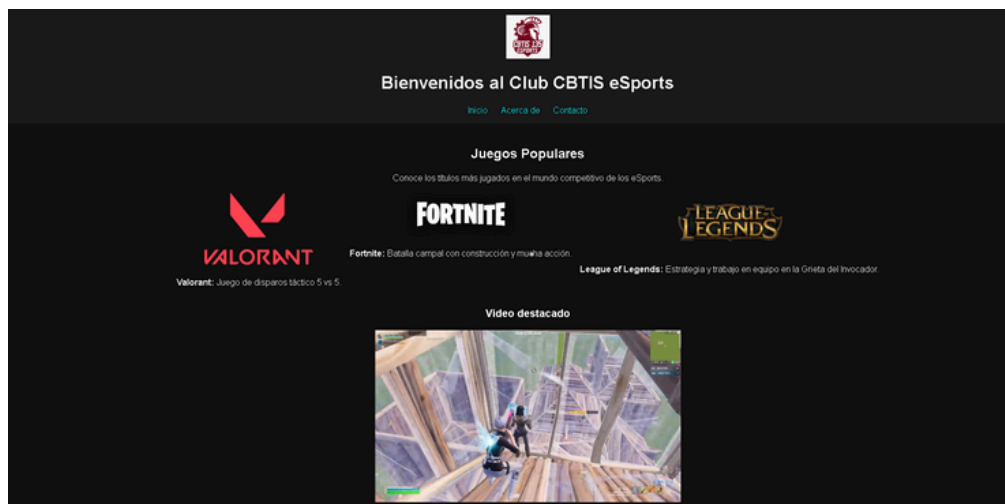 CBTIS 135
ESPORTS
Bienvenidos al Club CBTIS eSports
Inicio Acerca de Contacto
Juegos Populares
Conoce los títulos más jugados en el mundo competitivo de los eSports.
VALORANT
Valorant: Juego de disparos táctico 5 vs 5.
FORTNITE
Fortnite: Batalla campal con construcción y mucha acción.
LEAGUE OF
LEGENDS
League of Legends: Estrategia y trabajo en equipo en la Grieta del Invocador.
Video destacado